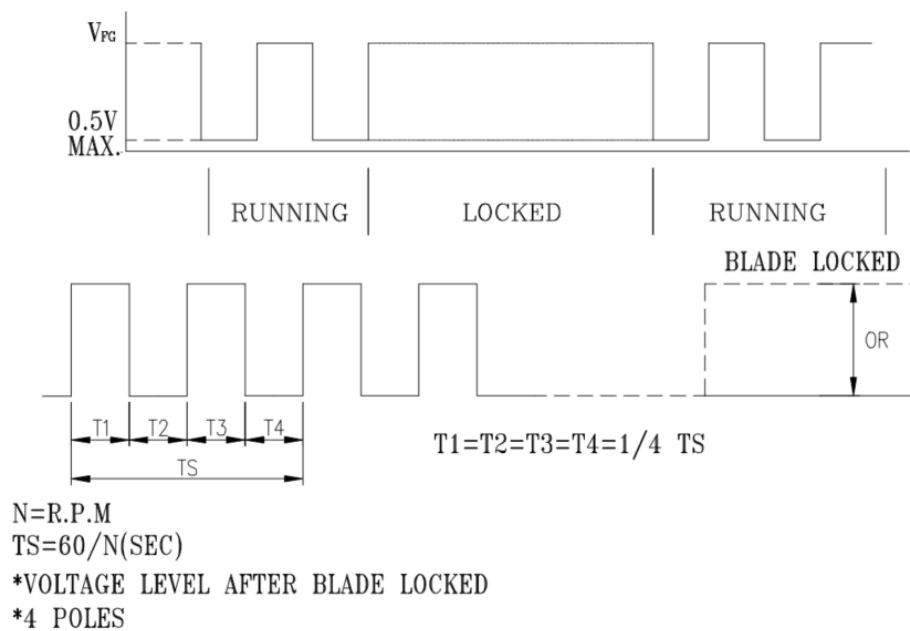 VFG
0.5V
MAX.
RUNNING LOCKED RUNNING
BLADE LOCKED
OR
T1 T2 T3 T4
TS
T1=T2=T3=T4=1/4 TS
N=R.P.M
TS=60/N(SEC)
*VOLTAGE LEVEL AFTER BLADE LOCKED
*4 POLES